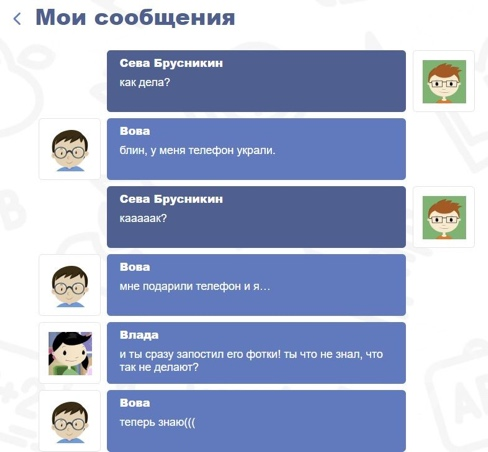 Мои сообщения
Сева Брусникин
как дела?
Вова
блин, у меня телефон украли.
Сева Брусникин
кааааак?
Вова
мне подарили телефон и я...
Влада
и ты сразу запостил его фотки! ты что не знал, что
так не делают?
Вова
теперь знаю(((